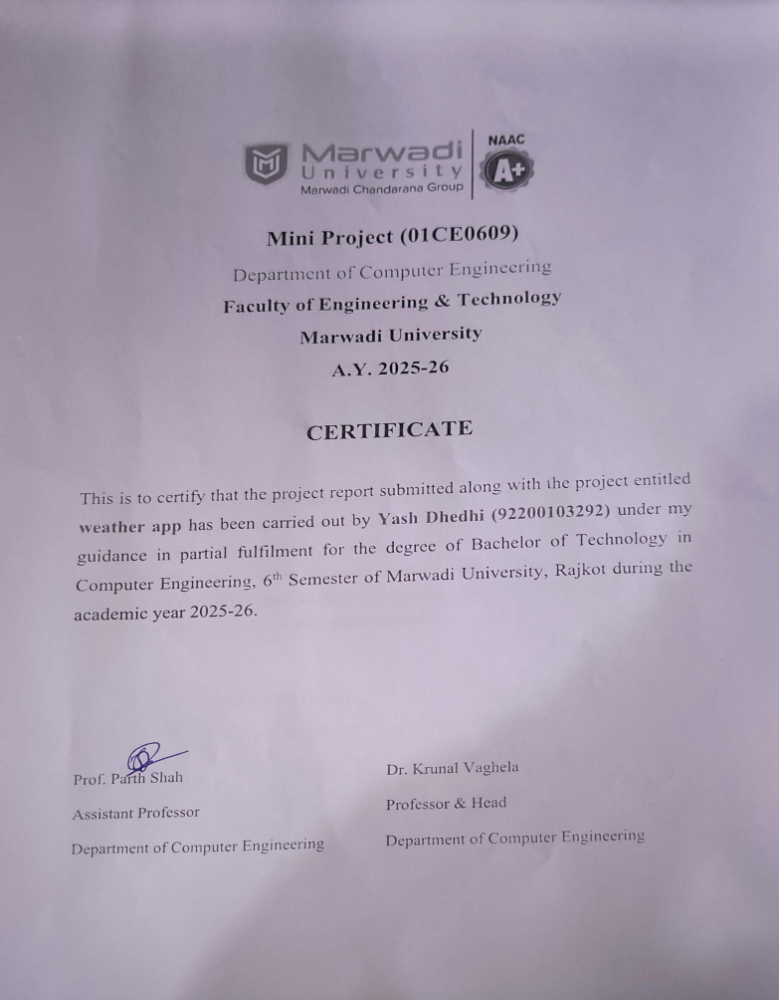 Marwadi
University
Marwadi Chandarana Group
NAAC
A+
Mini Project (01CE0609)
Department of Computer Engineering
Faculty of Engineering & Technology
Marwadi University
A.Y. 2025-26
CERTIFICATE
This is to certify that the project report submitted along with the project entitled
weather app has been carried out by Yash Dhedhi (92200103292) under my
guidance in partial fulfilment for the degree of Bachelor of Technology in
Computer Engineering, 6th Semester of Marwadi University, Rajkot during the
academic year 2025-26.
Prof. Parth Shah
Assistant Professor
Department of Computer Engineering
Dr. Krunal Vaghela
Professor & Head
Department of Computer Engineering